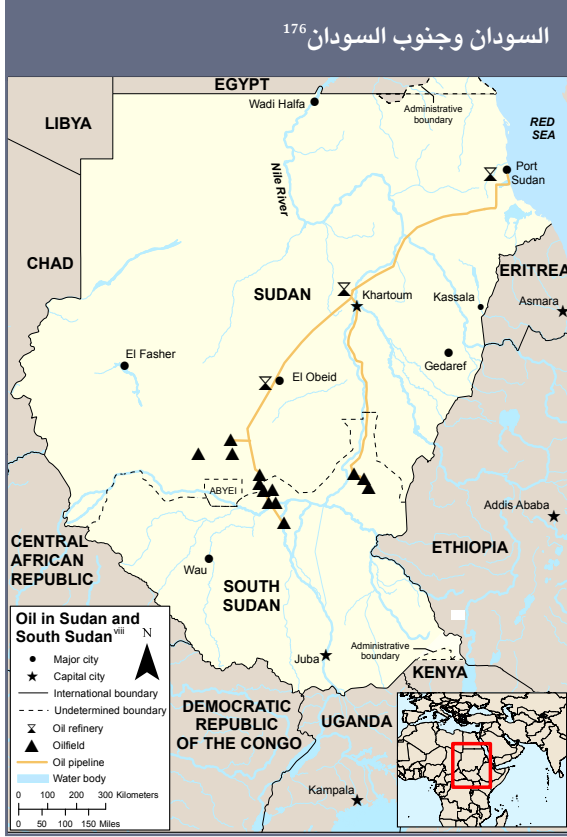 السودان وجنوب السودان176
EGYPT
Wadi Halfa
Administrative
boundary
LIBYA
RED
SEA
Port
Sudan
Nile River
CHAD
ERITREA
SUDAN
Khartoum
Kassala
Asmara
El Fasher
El Obeid
Gedaref
ABYEI
Addis Ababa
CENTRAL
AFRICAN
REPUBLIC
ETHIOPIA
Wau
SOUTH
SUDAN
Oil in Sudan and
South Sudanviii
N
Major city
Capital city
International boundary
Undetermined boundary
Oil refinery
Oilfield
Oil pipeline
Water body
0 100 200 300 Kilometers
0 50 100 150 Miles
Juba
Administrative
boundary
KENYA
DEMOCRATIC
REPUBLIC
OF THE CONGO
UGANDA
Kampala